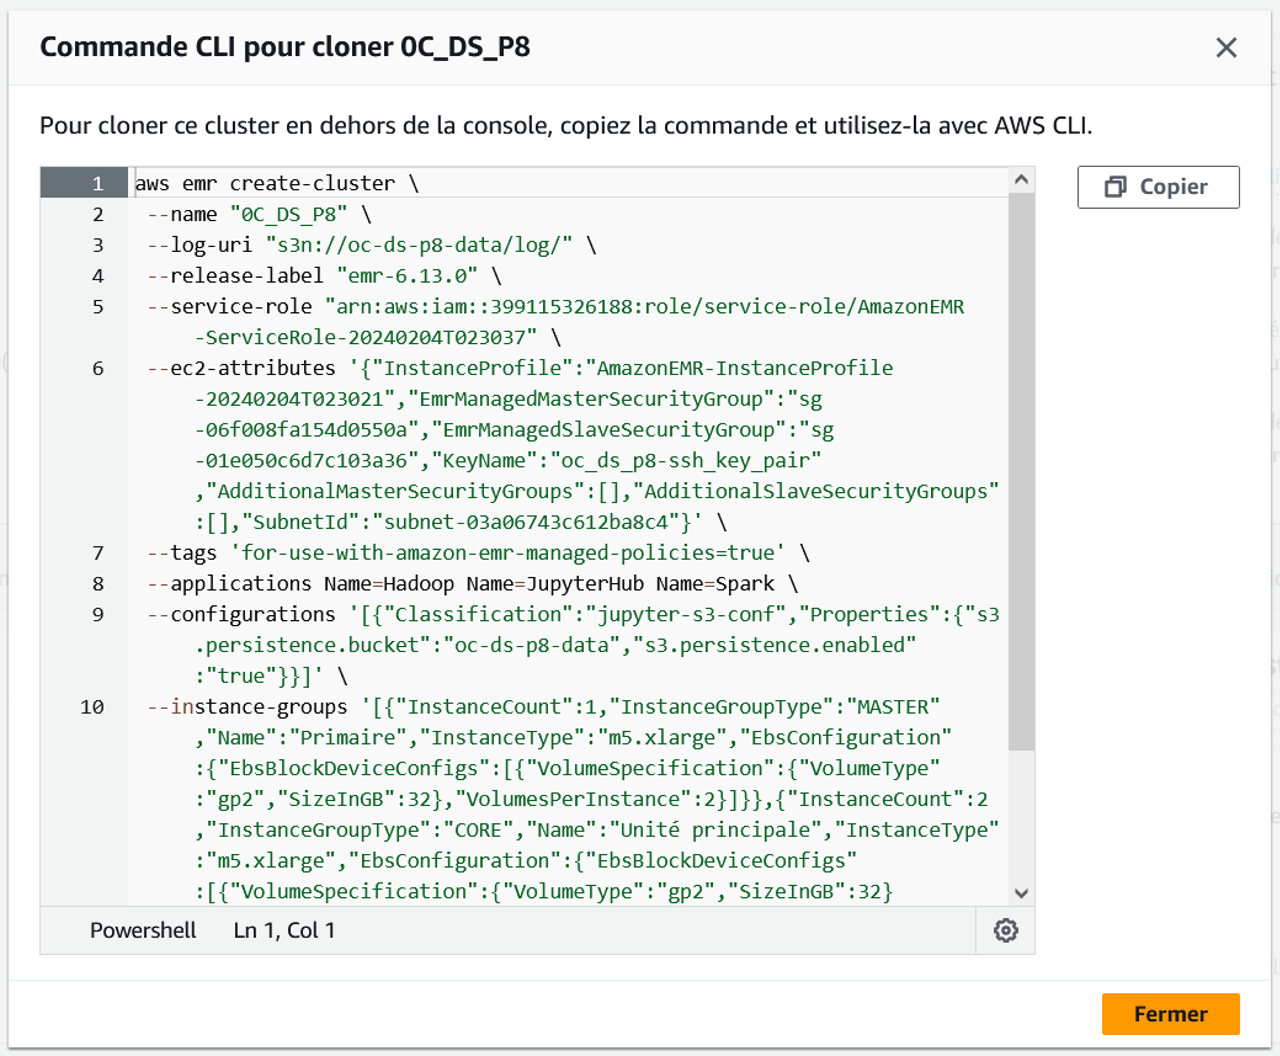 Commande CLI pour cloner 0C_DS_P8
Pour cloner ce cluster en dehors de la console, copiez la commande et utilisez-la avec AWS CLI.
Copier
1 aws emr create-cluster \
2 --name "0C_DS_P8" \
3 --log-uri "s3n://oc-ds-p8-data/log/" \
4 --release-label "emr-6.13.0" \
5 --service-role "arn:aws:iam::399115326188:role/service-role/AmazonEMR
-ServiceRole-20240204T023037" \
6 --ec2-attributes '{"InstanceProfile":"AmazonEMR-InstanceProfile
-20240204T023021","EmrManagedMasterSecurityGroup":"sg
-06f008fa154d0550a","EmrManagedSlaveSecurityGroup":"sg
-01e050c6d7c103a36","KeyName":"oc_ds_p8-ssh_key_pair"
,"AdditionalMasterSecurityGroups":[],"AdditionalSlaveSecurityGroups"
:[],"SubnetId":"subnet-03a06743c612ba8c4"}' \
7 --tags 'for-use-with-amazon-emr-managed-policies=true' \
8 --applications Name=Hadoop Name=JupyterHub Name=Spark \
9 --configurations '[{"Classification":"jupyter-s3-conf","Properties":{"s3
.persistence.bucket":"oc-ds-p8-data","s3.persistence.enabled"
:"true"}}]' \
10 --instance-groups '[{"InstanceCount":1,"InstanceGroupType":"MASTER"
,"Name":"Primaire","InstanceType":"m5.xlarge","EbsConfiguration"
:{"EbsBlockDeviceConfigs":[{"VolumeSpecification":{"VolumeType"
:"gp2","SizeInGB":32},"VolumesPerInstance":2}]}},{"InstanceCount":2
,"InstanceGroupType":"CORE","Name":"Unité principale","InstanceType"
:"m5.xlarge","EbsConfiguration":{"EbsBlockDeviceConfigs"
:[{"VolumeSpecification":{"VolumeType":"gp2","SizeInGB":32}
Powershell Ln 1, Col 1
Fermer